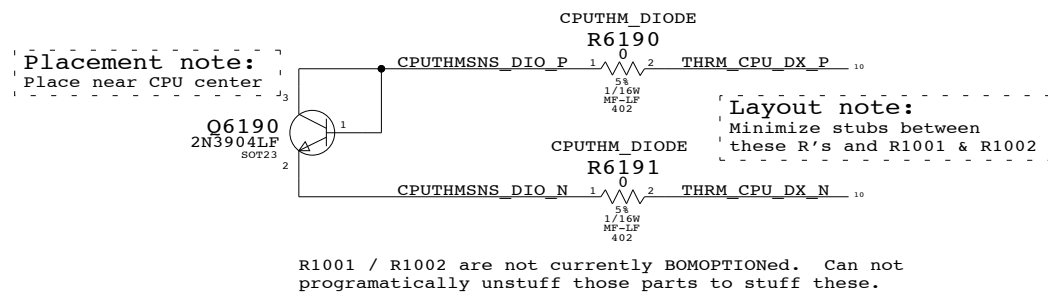 CPUTHM_DIODE
R6190
0
CPUTHMSNS_DIO_P
1
2
THRM_CPU_DX_P
10
5%
1/16W
MF-LF
402
Placement note:
Place near CPU center
3
Q6190
2N3904LF
SOT23
1
2
Layout note:
Minimize stubs between
these R's and R1001 & R1002
CPUTHM_DIODE
R6191
0
CPUTHMSNS_DIO_N
1
2
THRM_CPU_DX_N
10
5%
1/16W
MF-LF
402
R1001 / R1002 are not currently BOMOPTIONed. Can not
programatically unstuff those parts to stuff these.